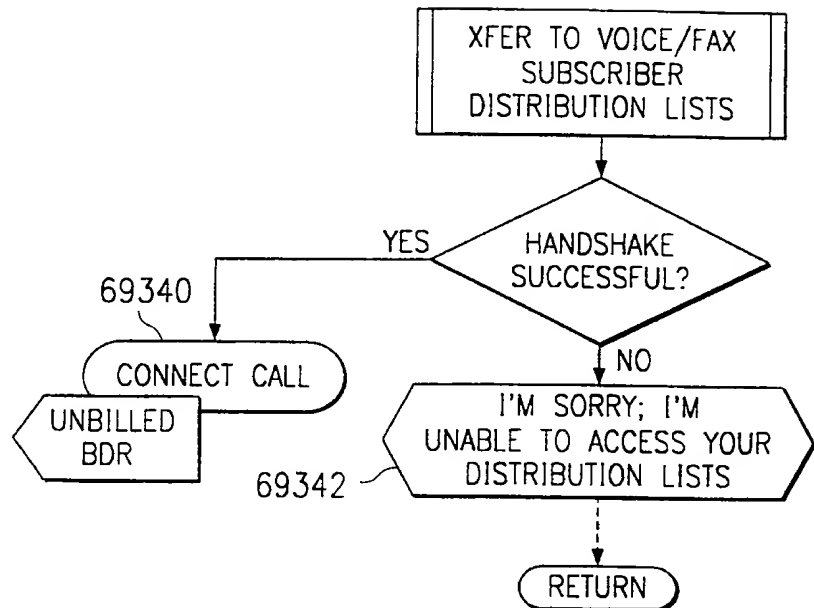 XFER TO VOICE/FAX
SUBSCRIBER
DISTRIBUTION LISTS
HANDSHAKE
SUCCESSFUL?
YES
69340
CONNECT CALL
UNBILLED
BDR
NO
I'M SORRY; I'M
UNABLE TO ACCESS YOUR
DISTRIBUTION LISTS
69342
RETURN